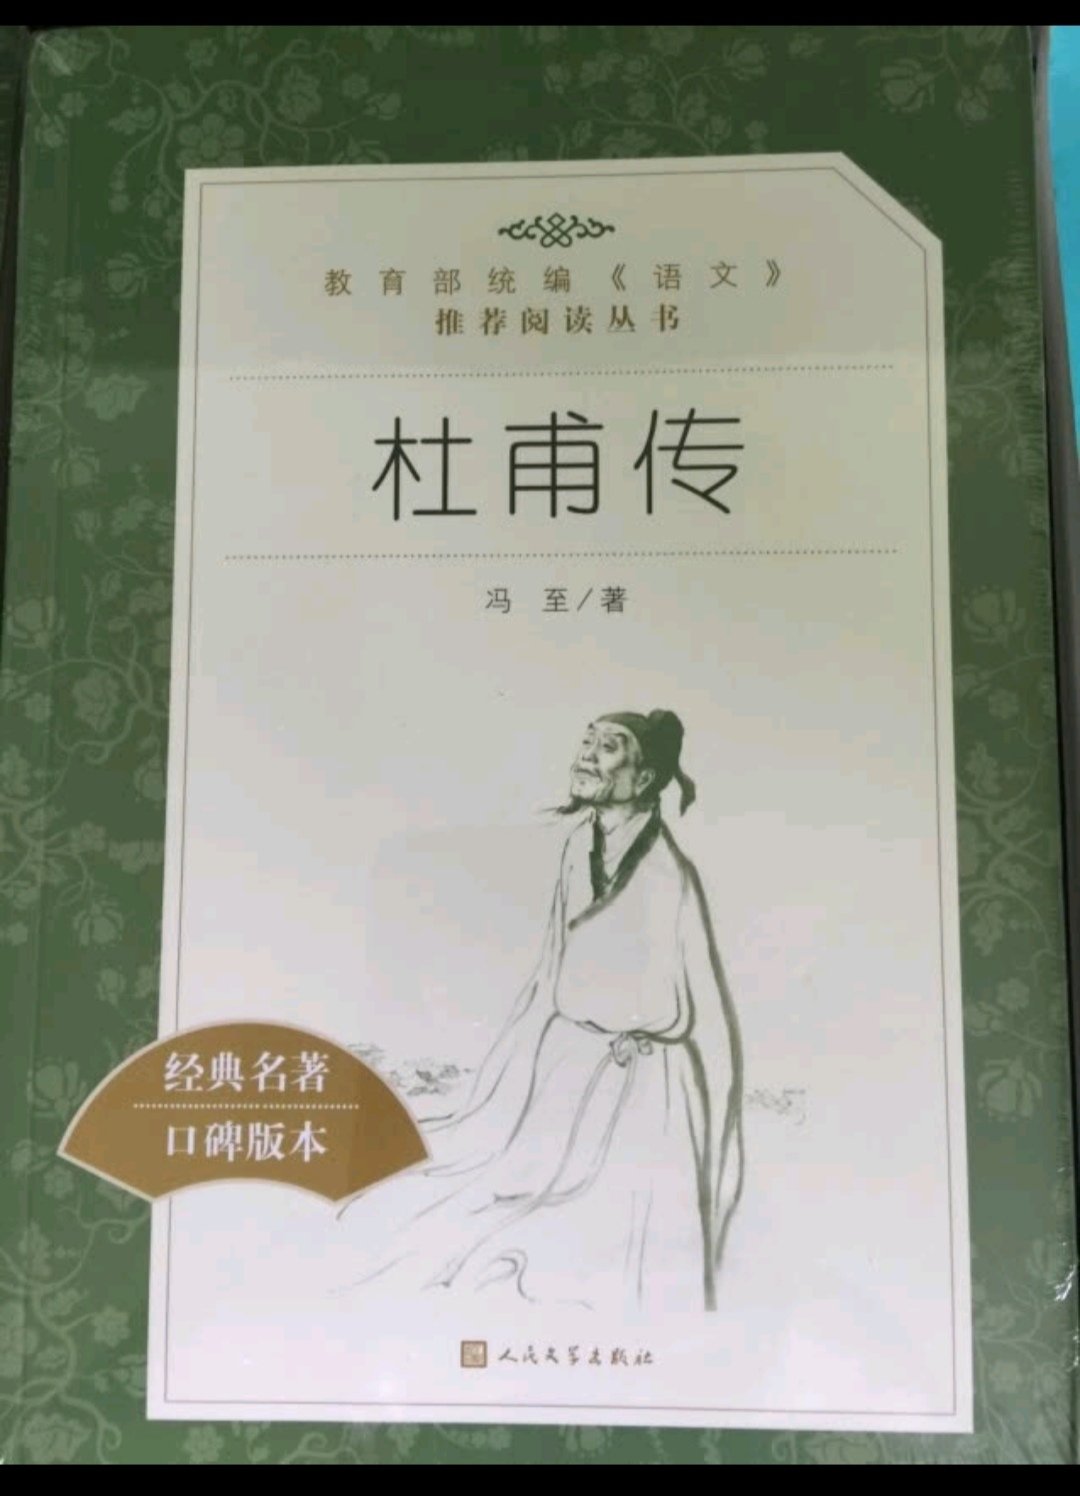 教育部统编《语文》
推荐阅读丛书
杜甫传
冯 至/著
经典名著
口碑版本
人民文学出版社